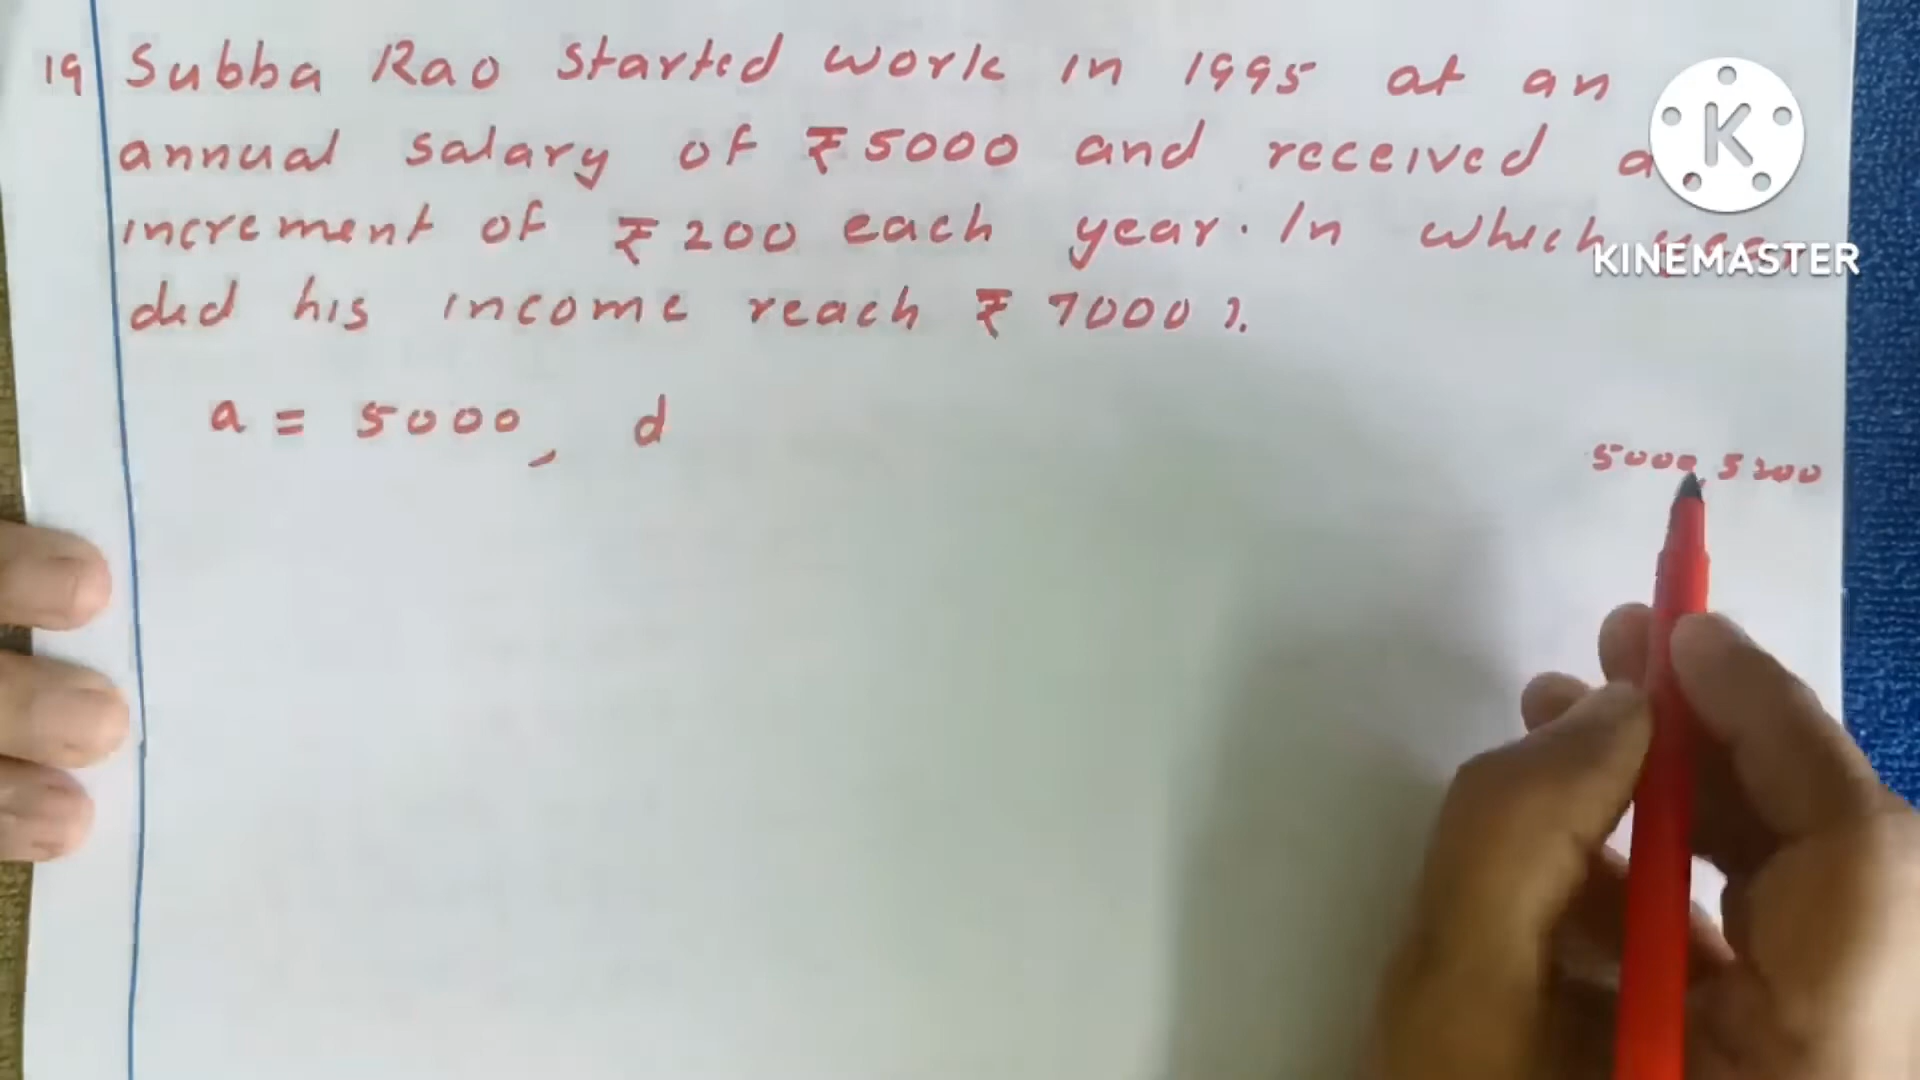 19 Subba Rao started work in 1995 at an
annual salary of ₹5000 and received
increment of ₹200 each year. In which
did his income reach ₹ 7000?.
a = 5000, d
5000, 5200
K
KINEMASTER